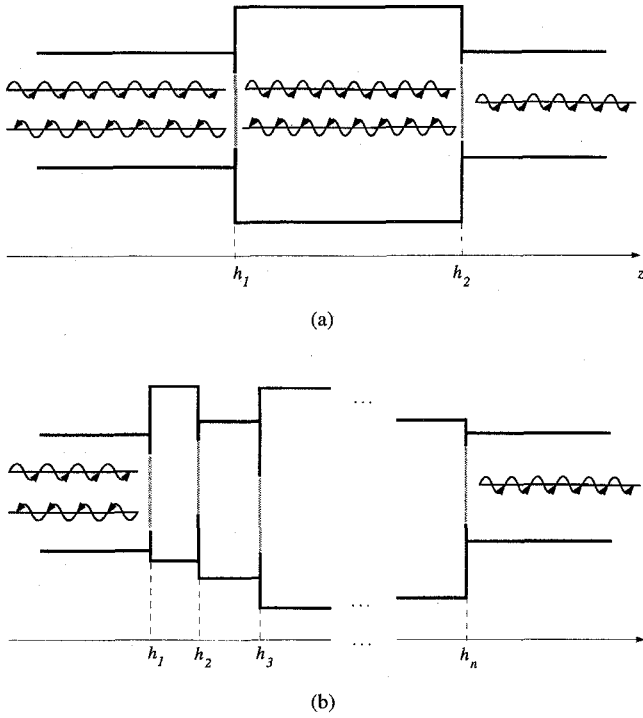 h₁ h₂ z
(a)
...
...
h₁ h₂ h₃ ... hₙ
(b)